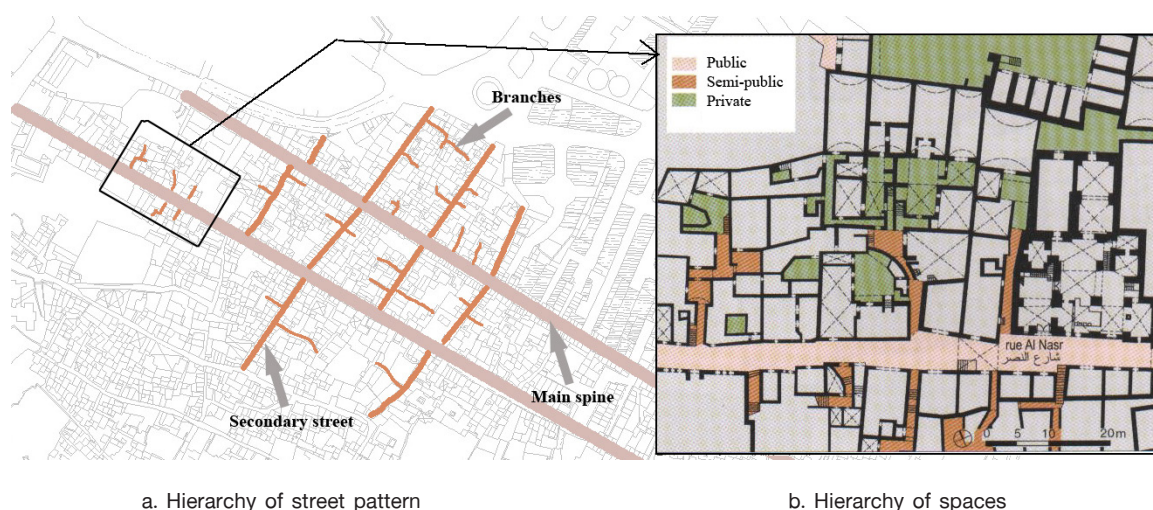 Branches
Secondary street
Main spine
Public
Semi-public
Private
rue Al Nasr
شارع النصر
0 5 10 20m
a. Hierarchy of street pattern
b. Hierarchy of spaces